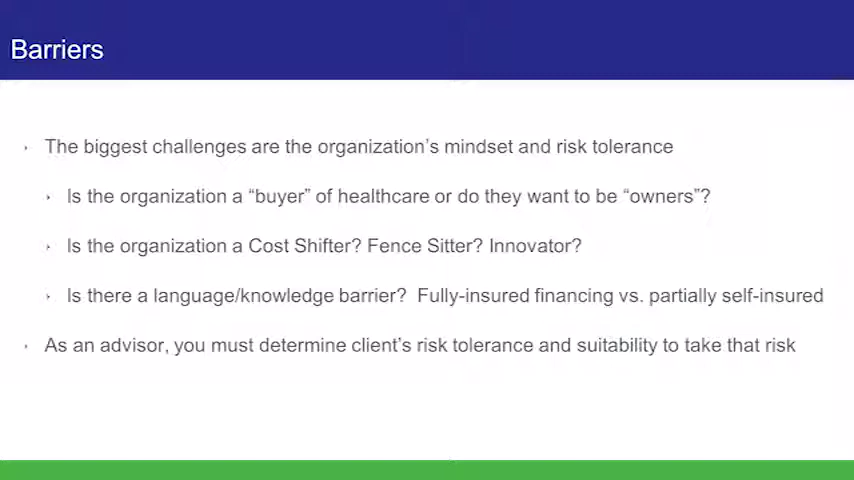 Barriers
The biggest challenges are the organization's mindset and risk tolerance
Is the organization a “buyer” of healthcare or do they want to be “owners”?
Is the organization a Cost Shifter? Fence Sitter? Innovator?
Is there a language/knowledge barrier?  Fully-insured financing vs. partially self-insured
As an advisor, you must determine client's risk tolerance and suitability to take that risk